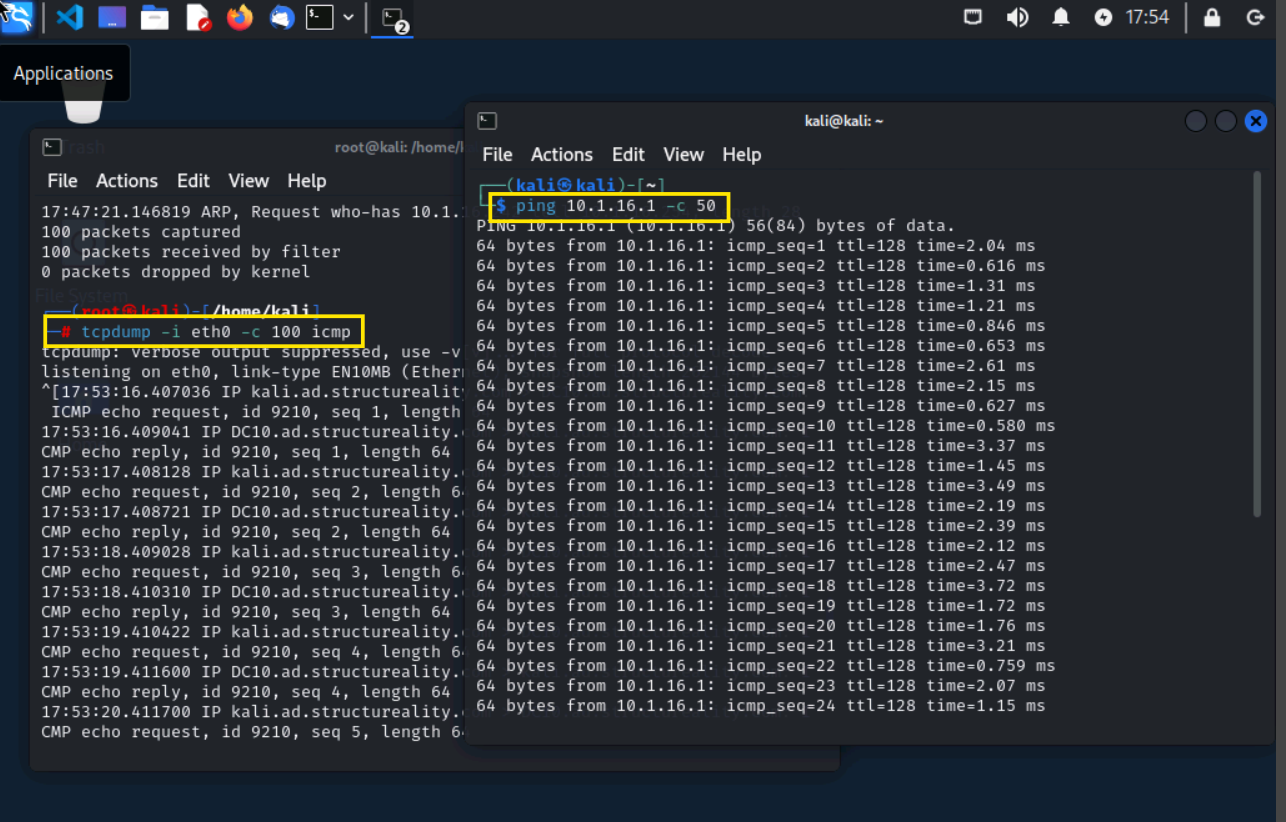 2
17:54
Applications
Trash
File System
root@kali: /home/k
File Actions Edit View Help
17:47:21.146819 ARP, Request who-has 10.1.1
100 packets captured
100 packets received by filter
0 packets dropped by kernel
(root㉿kali)-[/home/kali]
# tcpdump -i eth0 -c 100 icmp
tcpdump: verbose output suppressed, use -v
listening on eth0, link-type EN10MB (Ether
^[17:53:16.407036 IP kali.ad.structureality
ICMP echo request, id 9210, seq 1, length
17:53:16.409041 IP DC10.ad.structureality.
CMP echo reply, id 9210, seq 1, length 64
17:53:17.408128 IP kali.ad.structureality.
CMP echo request, id 9210, seq 2, length 64
17:53:17.408721 IP DC10.ad.structureality.
CMP echo reply, id 9210, seq 2, length 64
17:53:18.409028 IP kali.ad.structureality.
CMP echo request, id 9210, seq 3, length 64
17:53:18.410310 IP DC10.ad.structureality.
CMP echo reply, id 9210, seq 3, length 64
17:53:19.410422 IP kali.ad.structureality.
CMP echo request, id 9210, seq 4, length 64
17:53:19.411600 IP DC10.ad.structureality.
CMP echo reply, id 9210, seq 4, length 64
17:53:20.411700 IP kali.ad.structureality.
CMP echo request, id 9210, seq 5, length 64
kali@kali: ~
File Actions Edit View Help
(kali㉿kali)-[~]
$ ping 10.1.16.1 -c 50
PING 10.1.16.1 (10.1.16.1) 56(84) bytes of data.
64 bytes from 10.1.16.1: icmp_seq=1 ttl=128 time=2.04 ms
64 bytes from 10.1.16.1: icmp_seq=2 ttl=128 time=0.616 ms
64 bytes from 10.1.16.1: icmp_seq=3 ttl=128 time=1.31 ms
64 bytes from 10.1.16.1: icmp_seq=4 ttl=128 time=1.21 ms
64 bytes from 10.1.16.1: icmp_seq=5 ttl=128 time=0.846 ms
64 bytes from 10.1.16.1: icmp_seq=6 ttl=128 time=0.653 ms
64 bytes from 10.1.16.1: icmp_seq=7 ttl=128 time=2.61 ms
64 bytes from 10.1.16.1: icmp_seq=8 ttl=128 time=2.15 ms
64 bytes from 10.1.16.1: icmp_seq=9 ttl=128 time=0.627 ms
64 bytes from 10.1.16.1: icmp_seq=10 ttl=128 time=0.580 ms
64 bytes from 10.1.16.1: icmp_seq=11 ttl=128 time=3.37 ms
64 bytes from 10.1.16.1: icmp_seq=12 ttl=128 time=1.45 ms
64 bytes from 10.1.16.1: icmp_seq=13 ttl=128 time=3.49 ms
64 bytes from 10.1.16.1: icmp_seq=14 ttl=128 time=2.19 ms
64 bytes from 10.1.16.1: icmp_seq=15 ttl=128 time=2.39 ms
64 bytes from 10.1.16.1: icmp_seq=16 ttl=128 time=2.12 ms
64 bytes from 10.1.16.1: icmp_seq=17 ttl=128 time=2.47 ms
64 bytes from 10.1.16.1: icmp_seq=18 ttl=128 time=3.72 ms
64 bytes from 10.1.16.1: icmp_seq=19 ttl=128 time=1.72 ms
64 bytes from 10.1.16.1: icmp_seq=20 ttl=128 time=1.76 ms
64 bytes from 10.1.16.1: icmp_seq=21 ttl=128 time=3.21 ms
64 bytes from 10.1.16.1: icmp_seq=22 ttl=128 time=0.759 ms
64 bytes from 10.1.16.1: icmp_seq=23 ttl=128 time=2.07 ms
64 bytes from 10.1.16.1: icmp_seq=24 ttl=128 time=1.15 ms